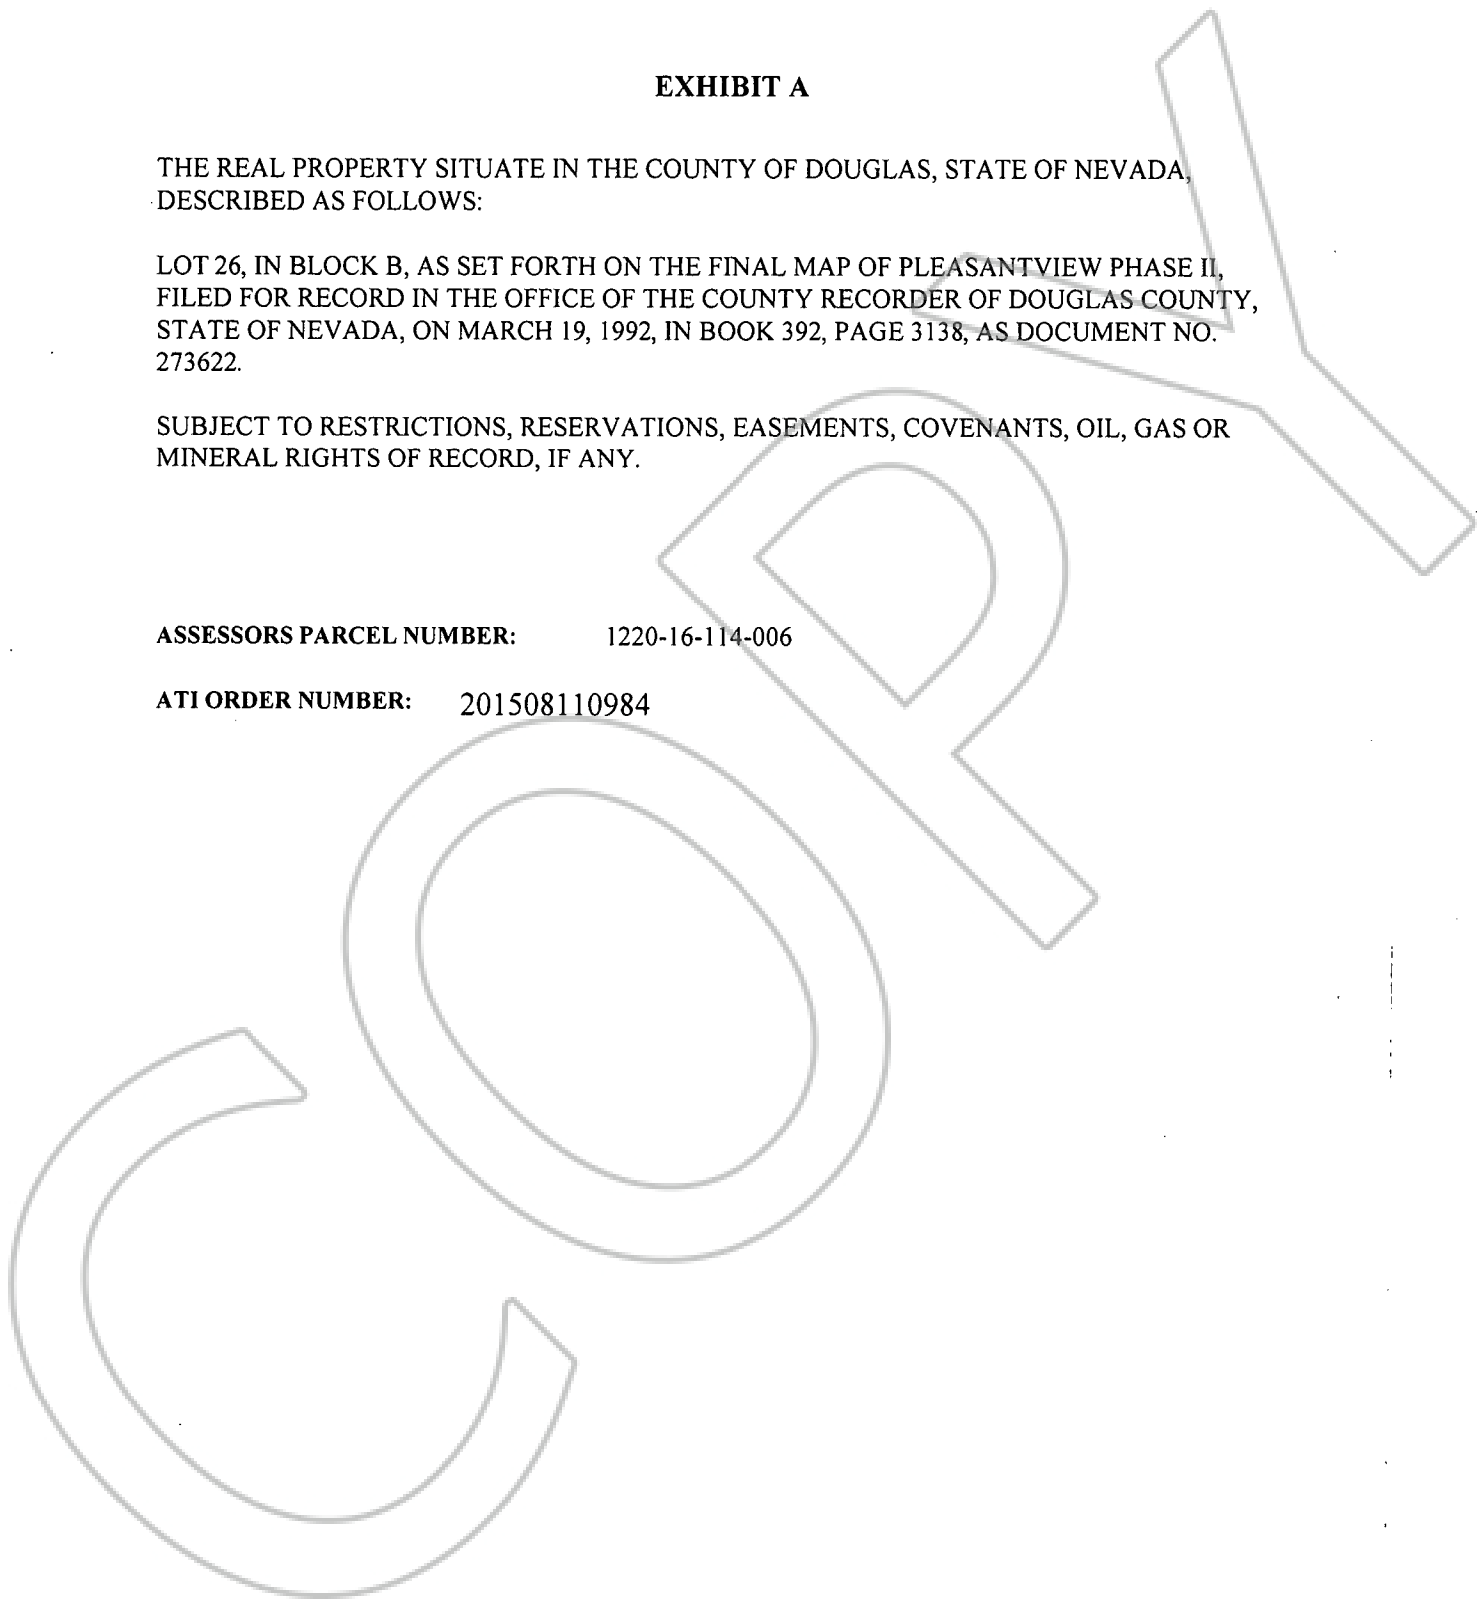 EXHIBIT A
THE REAL PROPERTY SITUATE IN THE COUNTY OF DOUGLAS, STATE OF NEVADA,
DESCRIBED AS FOLLOWS:
LOT 26, IN BLOCK B, AS SET FORTH ON THE FINAL MAP OF PLEASANTVIEW PHASE II,
FILED FOR RECORD IN THE OFFICE OF THE COUNTY RECORDER OF DOUGLAS COUNTY,
STATE OF NEVADA, ON MARCH 19, 1992, IN BOOK 392, PAGE 3138, AS DOCUMENT NO.
273622.
SUBJECT TO RESTRICTIONS, RESERVATIONS, EASEMENTS, COVENANTS, OIL, GAS OR
MINERAL RIGHTS OF RECORD, IF ANY.
ASSESSORS PARCEL NUMBER: 1220-16-114-006
ATI ORDER NUMBER: 201508110984
COPY